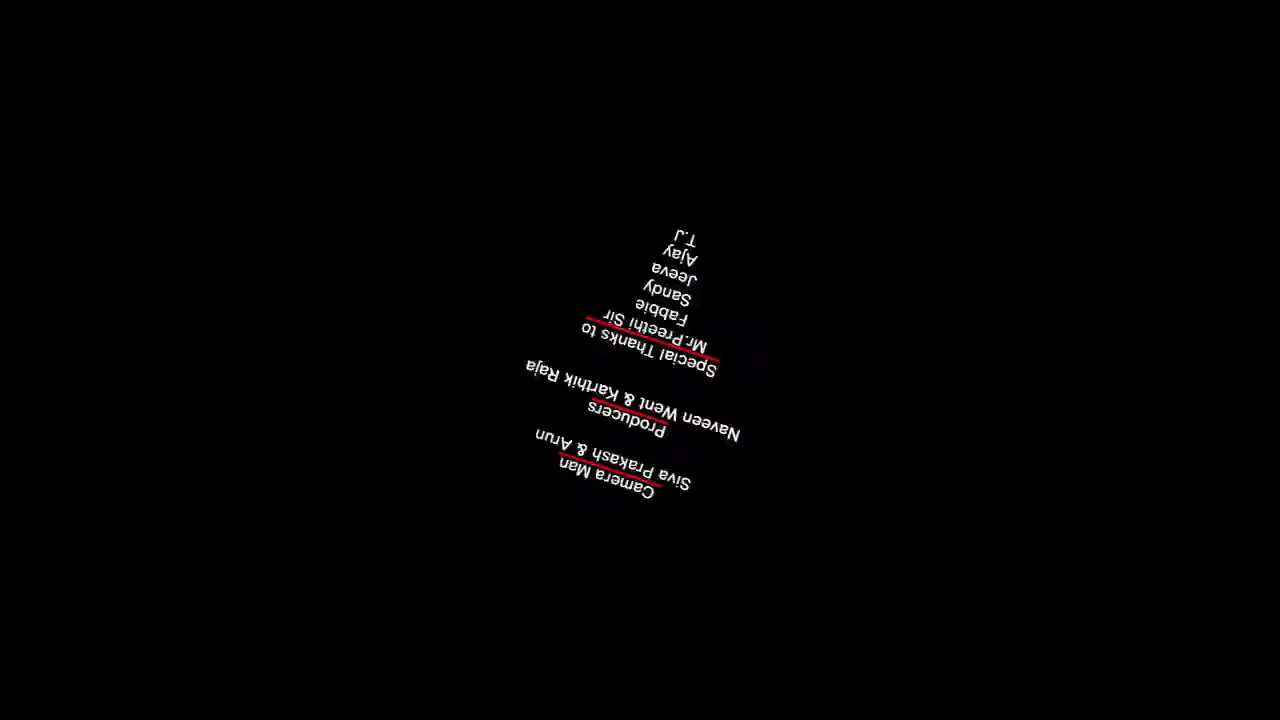 Camera Man
Siva Prakash & Arun
Producers
Naveen Went & Karthik Raja
Special Thanks to
Mr.Preethi Sir
Fabbie
Sandy
Jeeva
Ajay
T.J